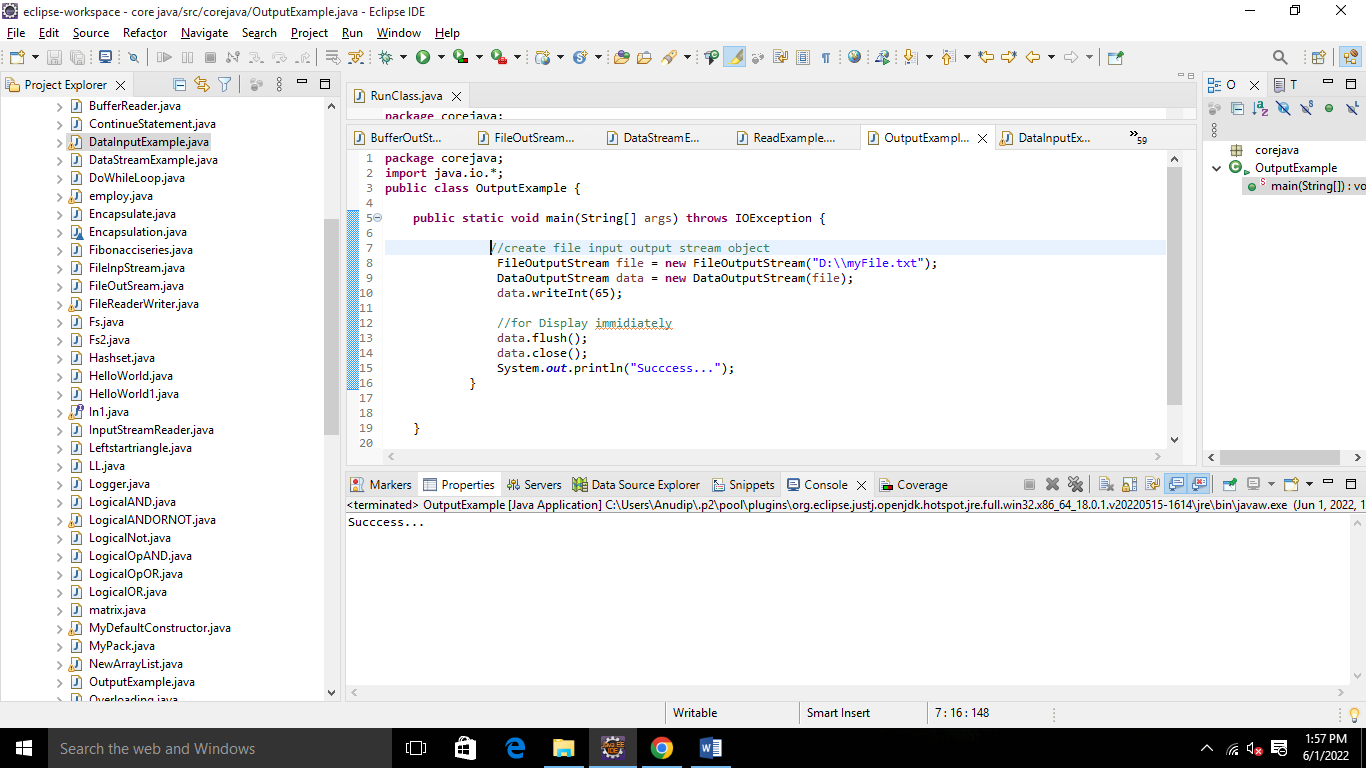 eclipse-workspace - core java/src/corejava/OutputExample.java - Eclipse IDE
File Edit Source Refactor Navigate Search Project Run Window Help
Project Explorer
BufferReader.java
ContinueStatement.java
DataInputExample.java
DataStreamExample.java
DoWhileLoop.java
employ.java
Encapsulate.java
Encapsulation.java
Fibonacciseries.java
FileInpStream.java
FileOutSream.java
FileReaderWriter.java
Fs.java
Fs2.java
Hashset.java
HelloWorld.java
HelloWorld1.java
In1.java
InputStreamReader.java
Leftstartriangle.java
LL.java
Logger.java
LogicalAND.java
LogicalANDORNOT.java
LogicalNot.java
LogicalOpAND.java
LogicalOpOR.java
LogicalOR.java
matrix.java
MyDefaultConstructor.java
MyPack.java
NewArrayList.java
OutputExample.java
Overloading.java
RunClass.java
package corejava;
BufferOutSt... FileOutSream... DataStreamE... ReadExample.... OutputExampl... DataInputEx... »59
1 package corejava;
2 import java.io.*;
3 public class OutputExample {
4
5 public static void main(String[] args) throws IOException {
6
7 //create file input output stream object
8 FileOutputStream file = new FileOutputStream("D:\\myFile.txt");
9 DataOutputStream data = new DataOutputStream(file);
10 data.writeInt(65);
11
12 //for Display immidiately
13 data.flush();
14 data.close();
15 System.out.println("Succcess...");
16 }
17
18
19 }
20
O T
corejava
OutputExample
main(String[]) : vo
Markers Properties Servers Data Source Explorer Snippets Console Coverage
<terminated> OutputExample [Java Application] C:\Users\Anudip\.p2\pool\plugins\org.eclipse.justj.openjdk.hotspot.jre.full.win32.x86_64_18.0.1.v20220515-1614\jre\bin\javaw.exe (Jun 1, 2022, 1
Succcess...
Writable Smart Insert 7 : 16 : 148
Search the web and Windows
1:57 PM
6/1/2022